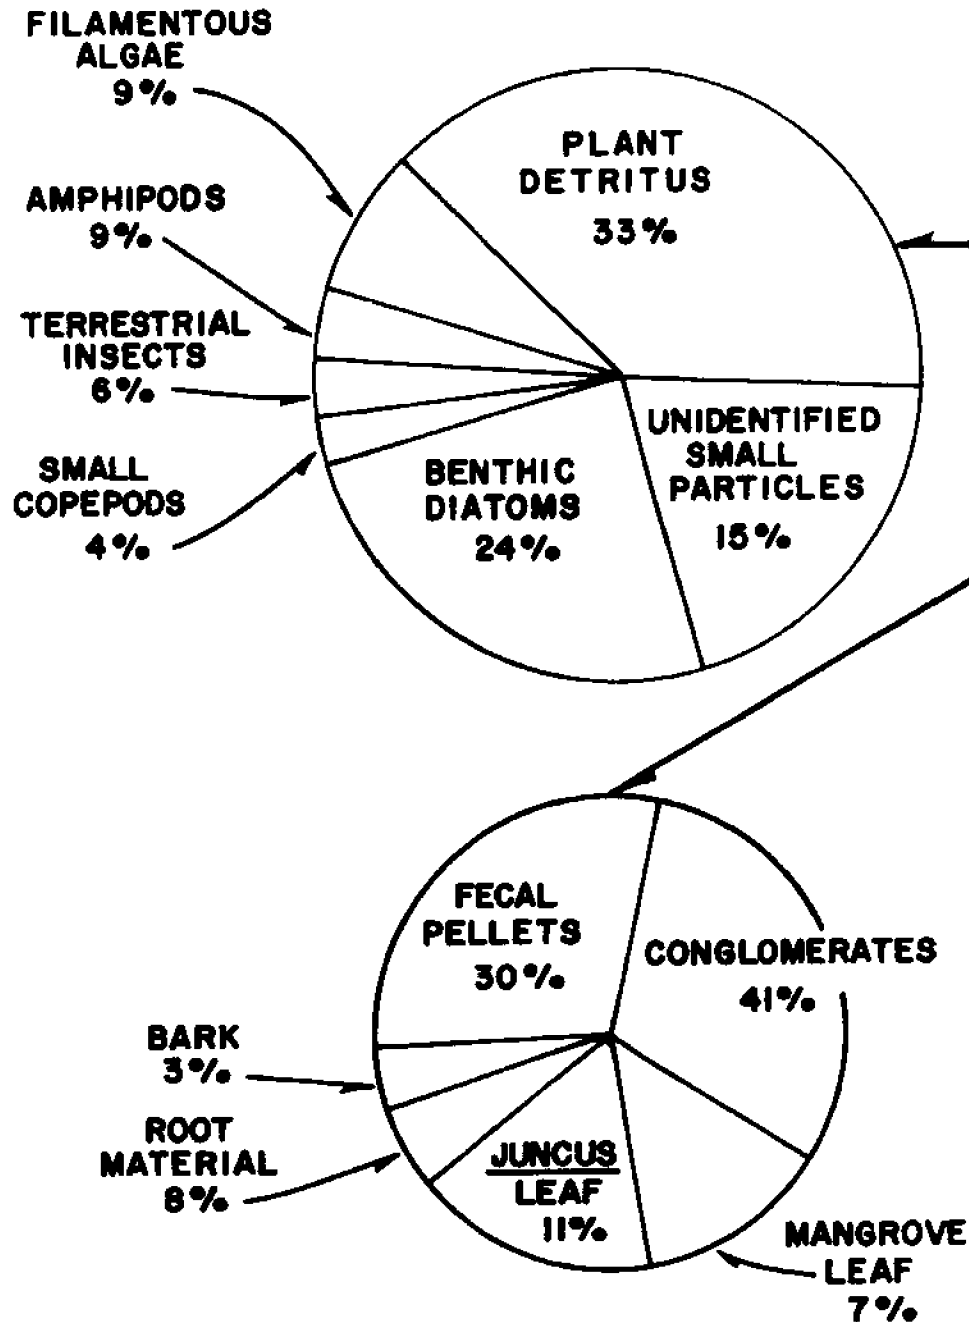 FILAMENTOUS
ALGAE
9%
PLANT
DETRITUS
33%
AMPHIPODS
9%
TERRESTRIAL
INSECTS
6%
SMALL
COPEPODS
4%
BENTHIC
DIATOMS
24%
UNIDENTIFIED
SMALL
PARTICLES
15%
FECAL
PELLETS
30%
CONGLOMERATES
41%
BARK
3%
ROOT
MATERIAL
8%
JUNCUS
LEAF
11%
MANGROVE
LEAF
7%